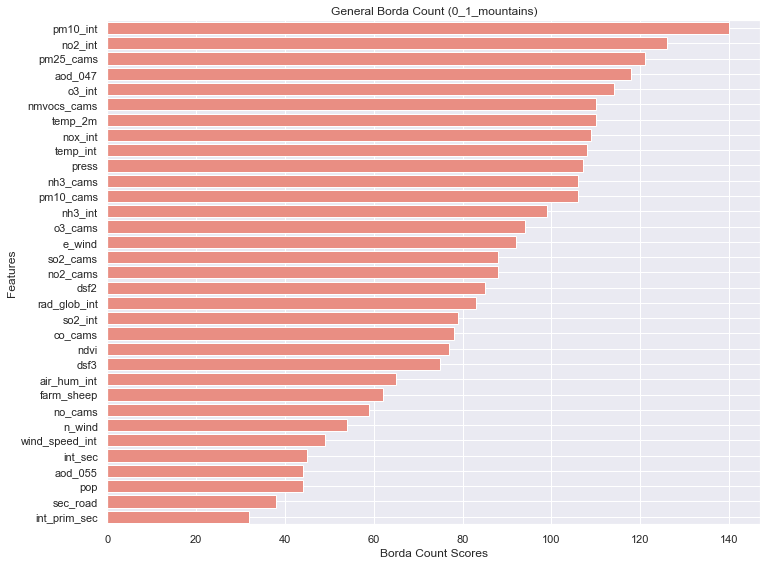 General Borda Count (0_1_mountains)
pm10_int
no2_int
pm25_cams
aod_047
o3_int
nmvocs_cams
temp_2m
nox_int
temp_int
press
nh3_cams
pm10_cams
nh3_int
o3_cams
e_wind
so2_cams
no2_cams
dsf2
rad_glob_int
so2_int
co_cams
ndvi
dsf3
air_hum_int
farm_sheep
no_cams
n_wind
wind_speed_int
int_sec
aod_055
pop
sec_road
int_prim_sec
Features
0 20 40 60 80 100 120 140
Borda Count Scores